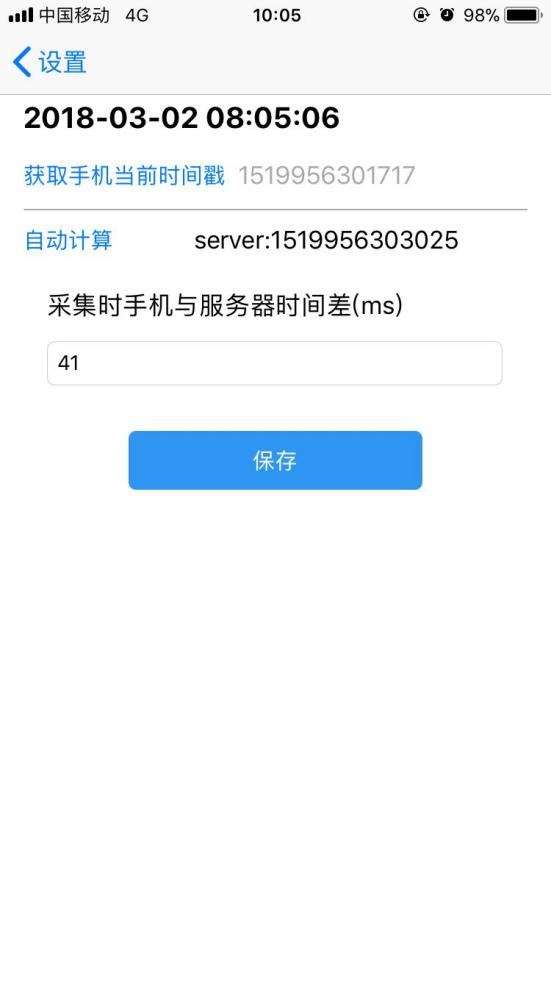 中国移动 4G 10:05 98%
设置
2018-03-02 08:05:06
获取手机当前时间戳 1519956301717
自动计算 server:1519956303025
采集时手机与服务器时间差(ms)
41
保存